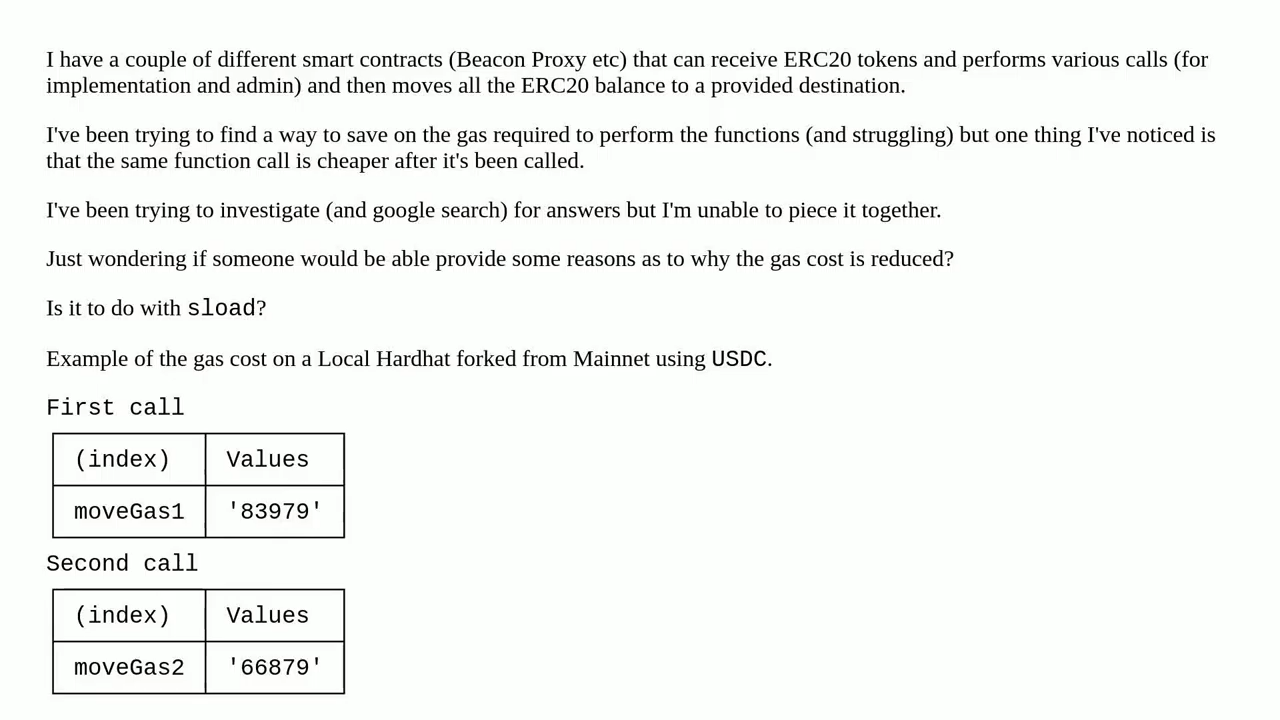 I have a couple of different smart contracts (Beacon Proxy etc) that can receive ERC20 tokens and performs various calls (for
implementation and admin) and then moves all the ERC20 balance to a provided destination.
I've been trying to find a way to save on the gas required to perform the functions (and struggling) but one thing I've noticed is
that the same function call is cheaper after it's been called.
I've been trying to investigate (and google search) for answers but I'm unable to piece it together.
Just wondering if someone would be able provide some reasons as to why the gas cost is reduced?
Is it to do with sload?
Example of the gas cost on a Local Hardhat forked from Mainnet using USDC.
First call
(index) Values
moveGas1 '83979'
Second call
(index) Values
moveGas2 '66879'